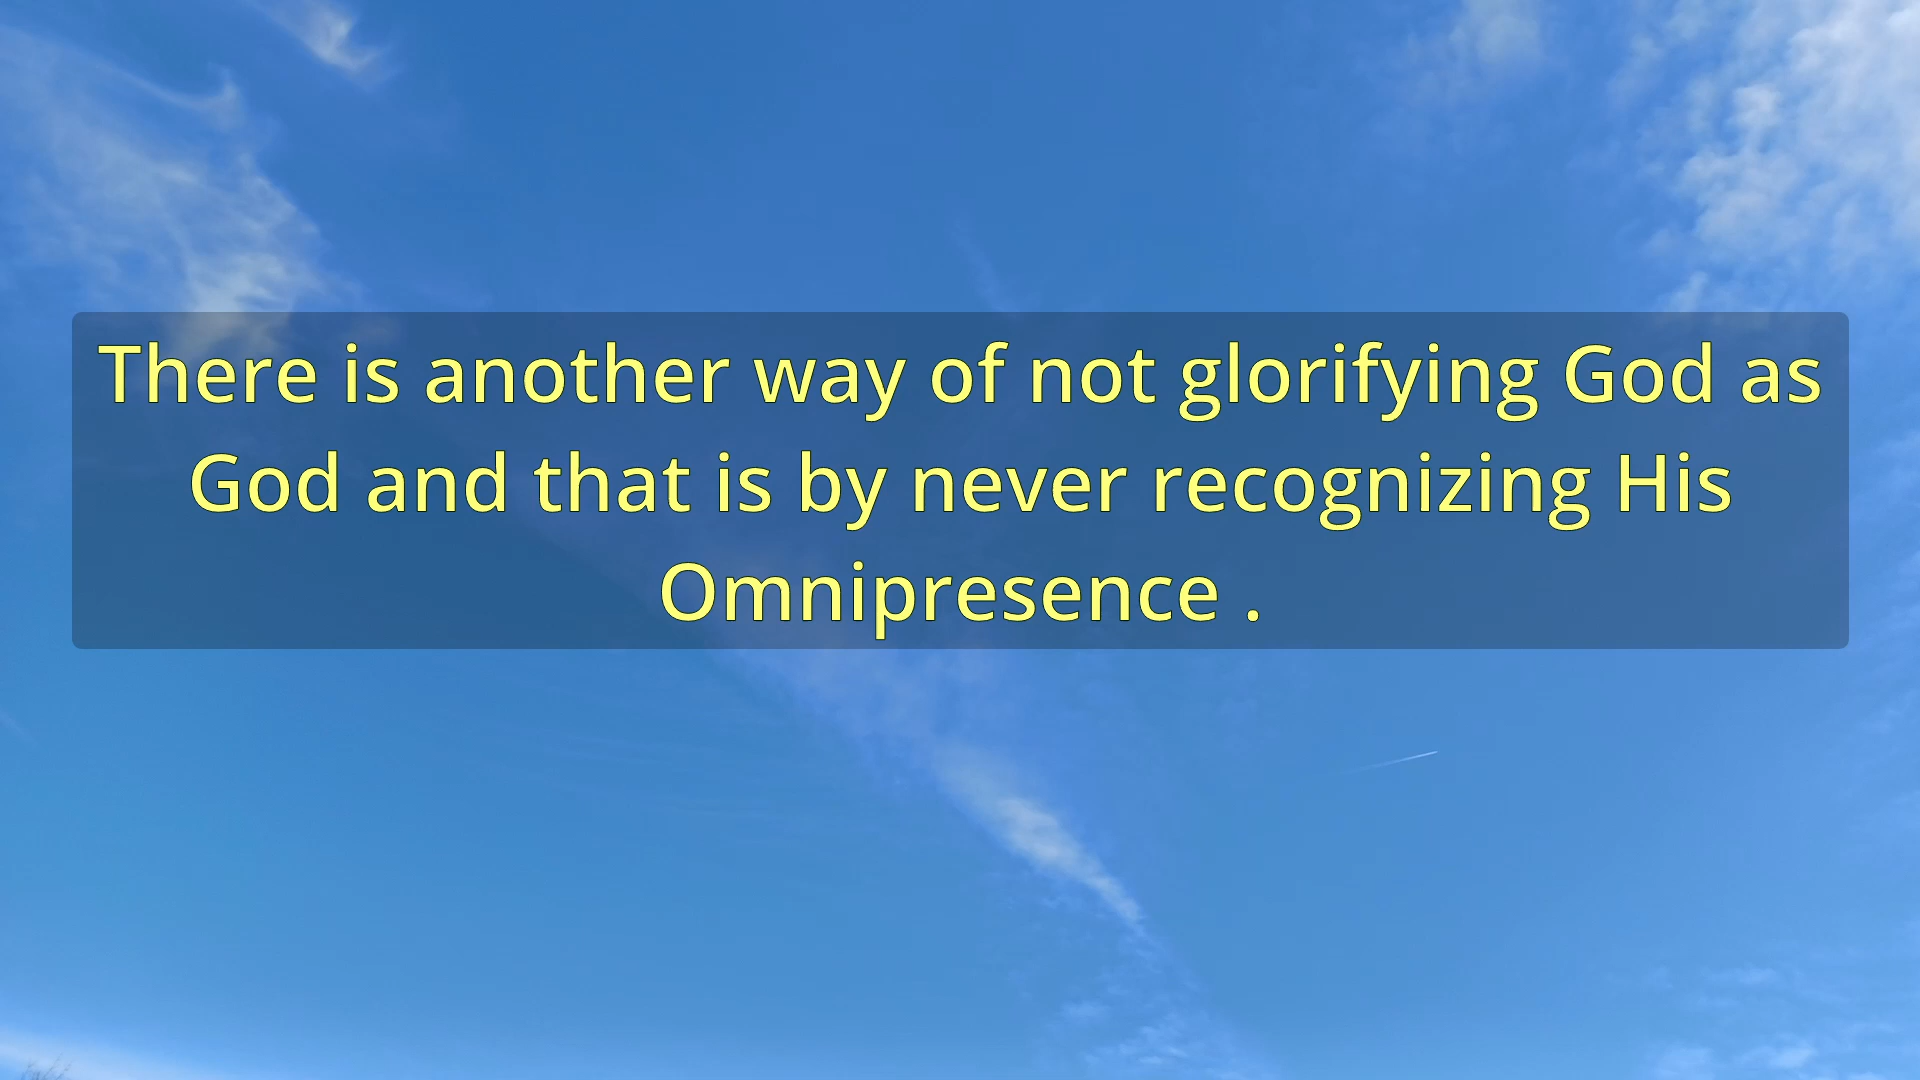 There is another way of not glorifying God as
God and that is by never recognizing His
Omnipresence .